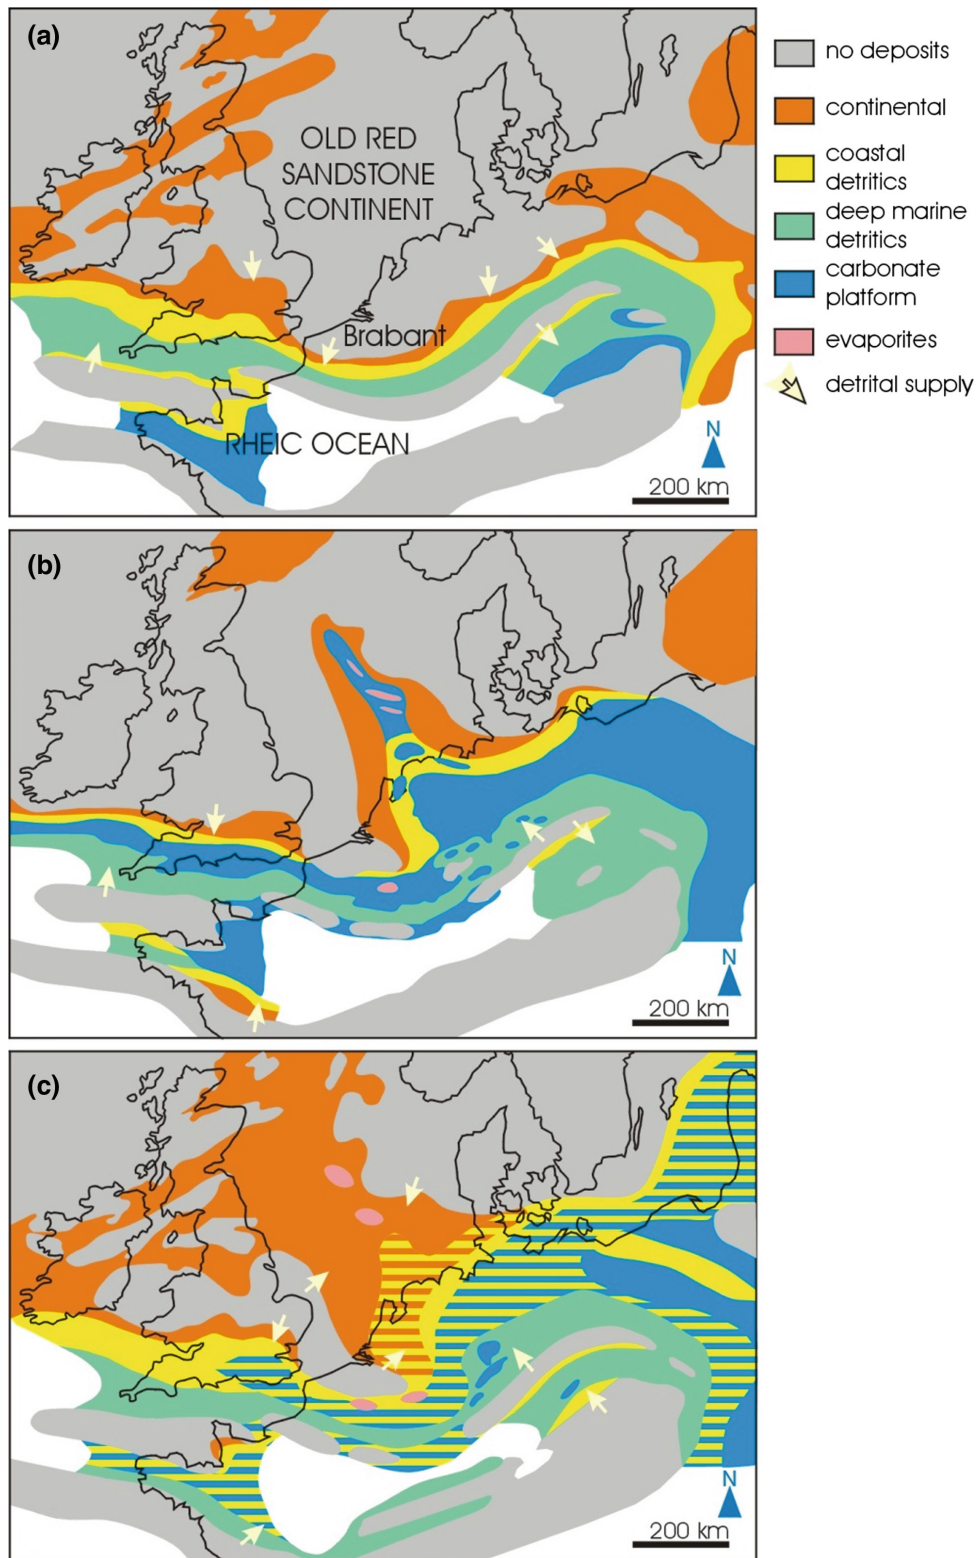 (a)
OLD RED
SANDSTONE
CONTINENT
Brabant
RHEIC OCEAN
N
200 km
no deposits
continental
coastal
detritics
deep marine
detritics
carbonate
platform
evaporites
detrital supply
(b)
N
200 km
(c)
N
200 km